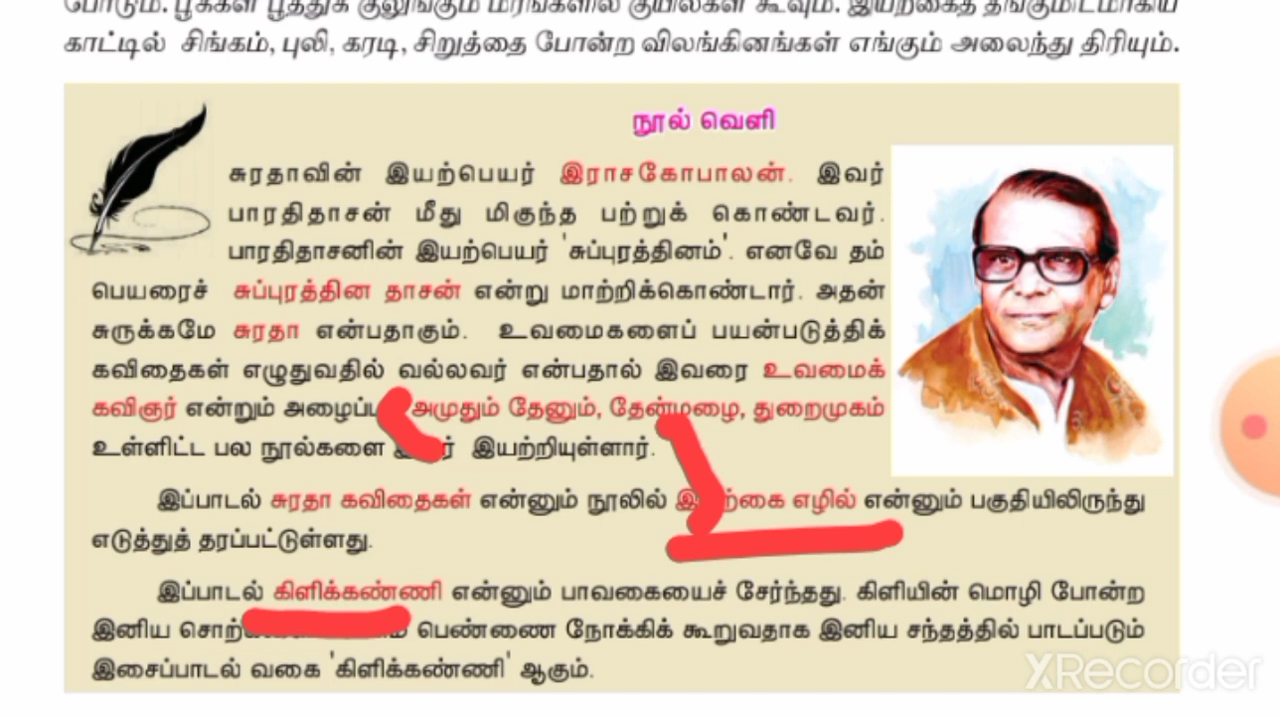 காட்டில் சிங்கம், புலி, கரடி, சிறுத்தை போன்ற விலங்கினங்கள் எங்கும் அலைந்து திரியும்.
நூல் வெளி
சுரதாவின் இயற்பெயர் இராசகோபாலன். இவர்
பாரதிதாசன் மீது மிகுந்த பற்றுக் கொண்டவர்.
பாரதிதாசனின் இயற்பெயர் 'சுப்புரத்தினம்'. எனவே தம்
பெயரைச் சுப்புரத்தின தாசன் என்று மாற்றிக்கொண்டார். அதன்
சுருக்கமே சுரதா என்பதாகும். உவமைகளைப் பயன்படுத்திக்
கவிதைகள் எழுதுவதில் வல்லவர் என்பதால் இவரை உவமைக்
கவிஞர் என்றும் அமுதும் தேனும், தேன்மழை, துறைமுகம்
உள்ளிட்ட பல நூல்களை இயற்றியுள்ளார்.
இப்பாடல் சுரதா கவிதைகள் என்னும் நூலில் எழில் என்னும் பகுதியிலிருந்து
எடுத்துத் தரப்பட்டுள்ளது.
இப்பாடல் கிளிக்கண்ணி என்னும் பாவகையைச் சேர்ந்தது. கிளியின் மொழி போன்ற
இனிய பெண்ணை நோக்கிக் கூறுவதாக இனிய சந்தத்தில் பாடப்படும்
இசைப்பாடல் வகை 'கிளிக்கண்ணி' ஆகும்.
XRecorder